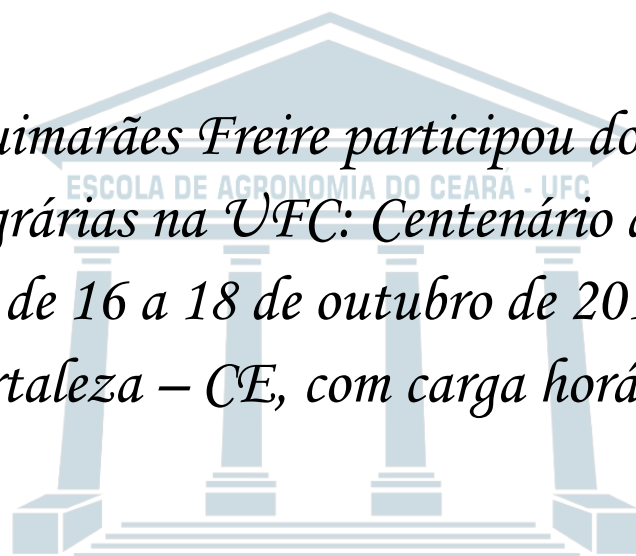 uimarães Freire participou do
ESCOLA DE AGRONOMIA DO CEARÁ - UFC
grárias na UFC: Centenário
de 16 a 18 de outubro de 201
rtaleza – CE, com carga horá